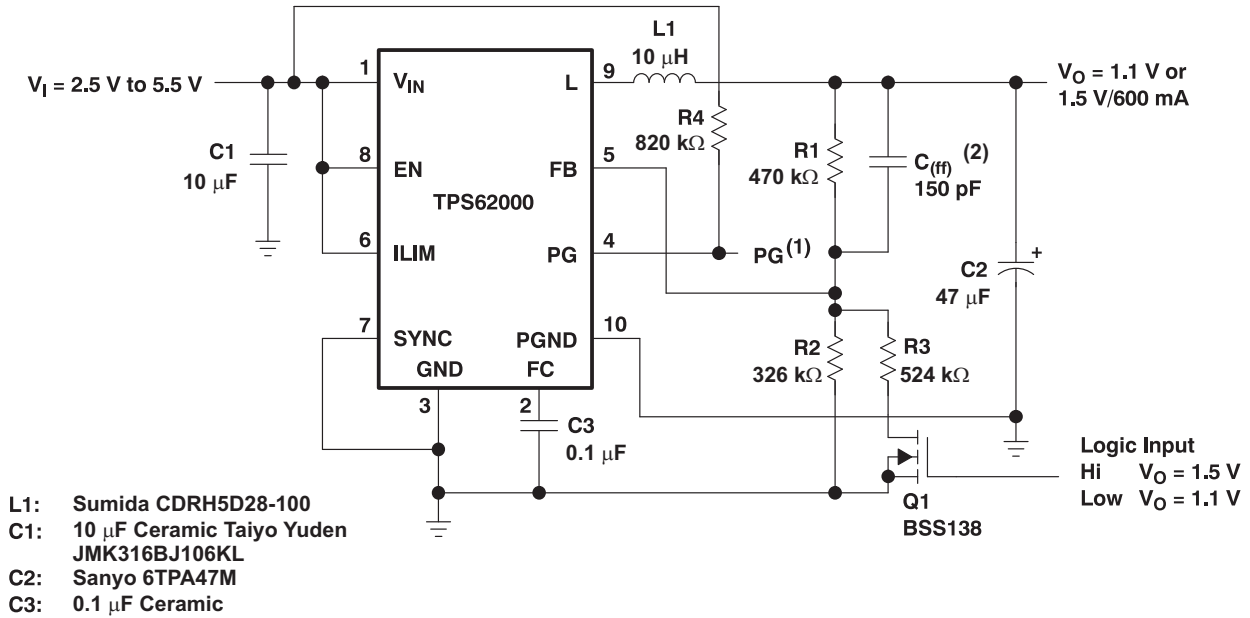 L1
10 μH
V_I = 2.5 V to 5.5 V
1
V_IN
L
9
V_O = 1.1 V or
1.5 V/600 mA
R4
820 kΩ
C1
10 μF
8
EN
FB
5
R1
470 kΩ
C_(ff) (2)
150 pF
TPS62000
6
ILIM
PG
4
PG(1)
C2
47 μF
+
7
SYNC
PGND
10
R2
326 kΩ
R3
524 kΩ
GND
FC
3
2
C3
0.1 μF
Logic Input
Hi V_O = 1.5 V
Low V_O = 1.1 V
Q1
BSS138
L1: Sumida CDRH5D28-100
C1: 10 μF Ceramic Taiyo Yuden
JMK316BJ106KL
C2: Sanyo 6TPA47M
C3: 0.1 μF Ceramic